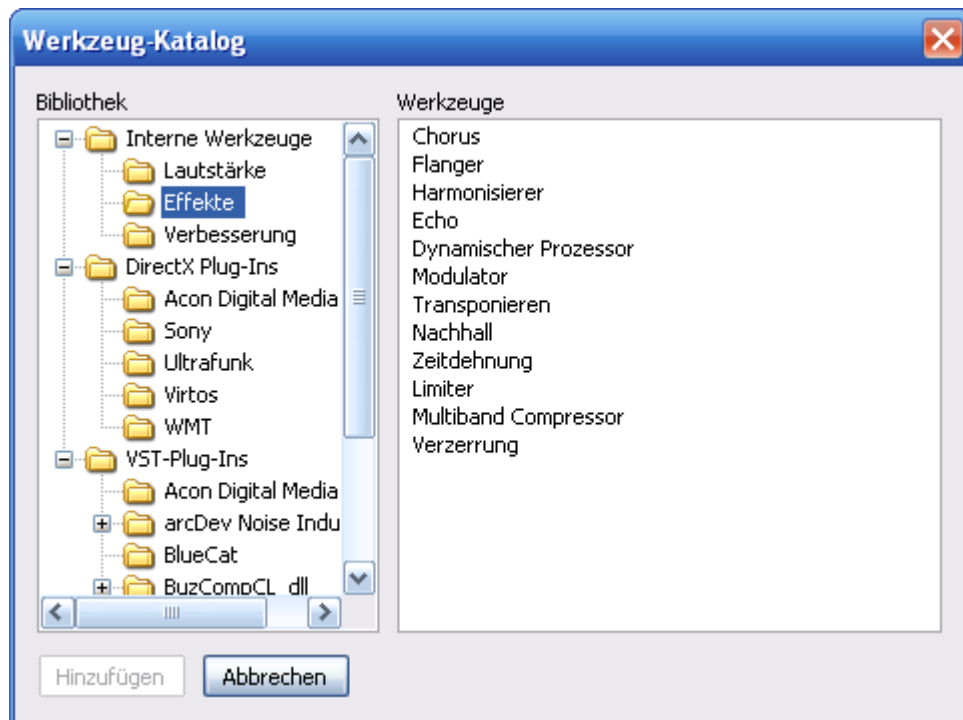 Werkzeug-Katalog
Bibliothek
Interne Werkzeuge
Lautstärke
Effekte
Verbesserung
DirectX Plug-Ins
Acon Digital Media
Sony
Ultrafunk
Virtos
WMT
VST-Plug-Ins
Acon Digital Media
arcDev Noise Indu
BlueCat
BuzCompCL_dll
Werkzeuge
Chorus
Flanger
Harmonisierer
Echo
Dynamischer Prozessor
Modulator
Transponieren
Nachhall
Zeitdehnung
Limiter
Multiband Compressor
Verzerrung
Hinzufügen
Abbrechen